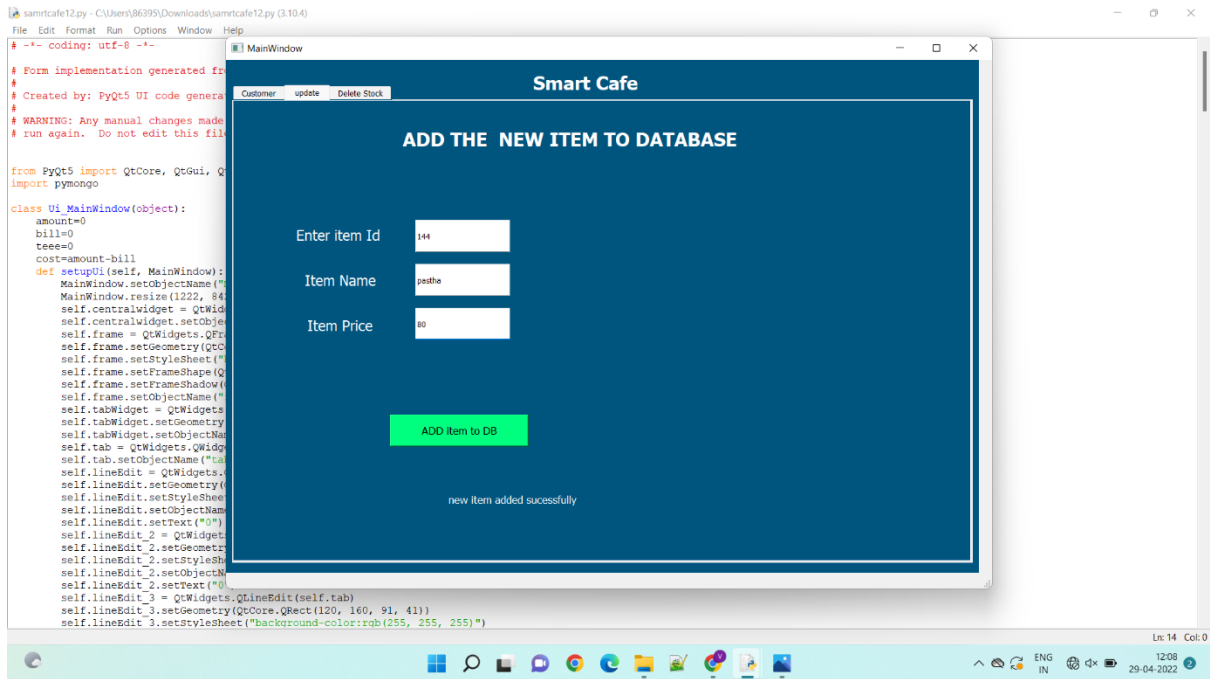 samrtcafe12.py - C:\Users\86395\Downloads\samrtcafe12.py (3.10.4)
File Edit Format Run Options Window Help
# -*- coding: utf-8 -*-
# Form implementation generated fr
#
# Created by: PyQt5 UI code genera
#
# WARNING: Any manual changes made
# run again.  Do not edit this fil
from PyQt5 import QtCore, QtGui, Q
import pymongo
class Ui_MainWindow(object):
    amount=0
    bill=0
    teee=0
    cost=amount-bill
    def setupUi(self, MainWindow):
        MainWindow.setObjectName("
        MainWindow.resize(1222, 84
        self.centralwidget = QtWid
        self.centralwidget.setObje
        self.frame = QtWidgets.QFr
        self.frame.setGeometry(QtC
        self.frame.setStyleSheet("
        self.frame.setFrameShape(Q
        self.frame.setFrameShadow(
        self.frame.setObjectName("
        self.tabWidget = QtWidgets
        self.tabWidget.setGeometry
        self.tabWidget.setObjectNa
        self.tab = QtWidgets.QWidg
        self.tab.setObjectName("ta
        self.lineEdit = QtWidgets.
        self.lineEdit.setGeometry(
        self.lineEdit.setStyleShee
        self.lineEdit.setObjectNam
        self.lineEdit.setText("0")
        self.lineEdit_2 = QtWidget
        self.lineEdit_2.setGeometr
        self.lineEdit_2.setStyleSh
        self.lineEdit_2.setObjectN
        self.lineEdit_2.setText("0
        self.lineEdit_3 = QtWidgets.QLineEdit(self.tab)
        self.lineEdit_3.setGeometry(QtCore.QRect(120, 160, 91, 41))
        self.lineEdit_3.setStyleSheet("background-color:rgb(255, 255, 255)")
MainWindow
Smart Cafe
Customer update Delete Stock
ADD THE  NEW ITEM TO DATABASE
Enter item Id 144
Item Name pastha
Item Price 80
ADD Item to DB
new item added sucessfully
Ln: 14 Col: 0
ENG
IN
12:08
29-04-2022
2